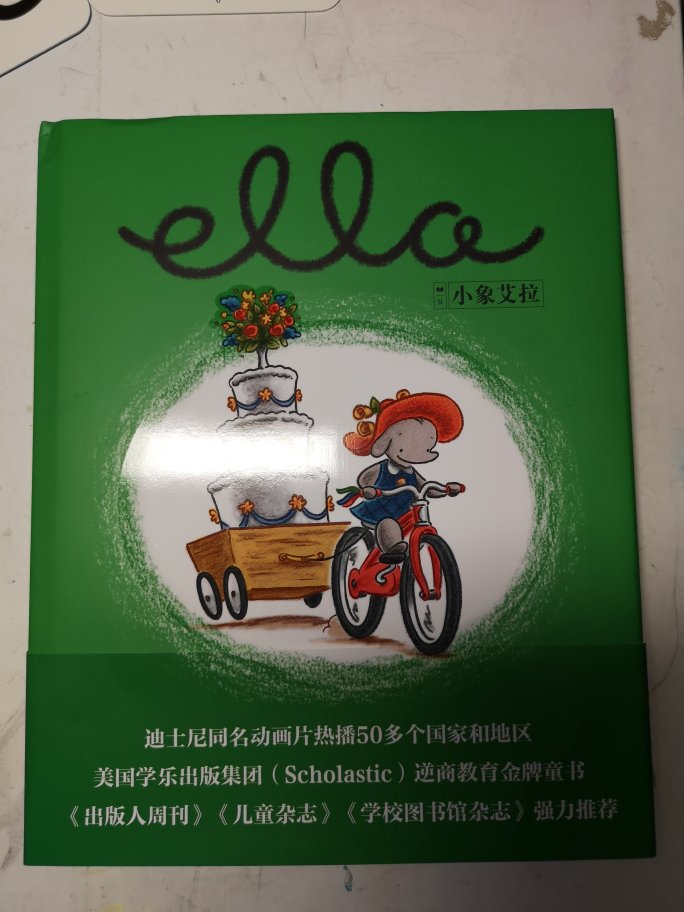 ella
5
小象艾拉
迪士尼同名动画片热播50多个国家和地区
美国学乐出版集团（Scholastic）逆商教育金牌童书
《出版人周刊》《儿童杂志》《学校图书馆杂志》强力推荐